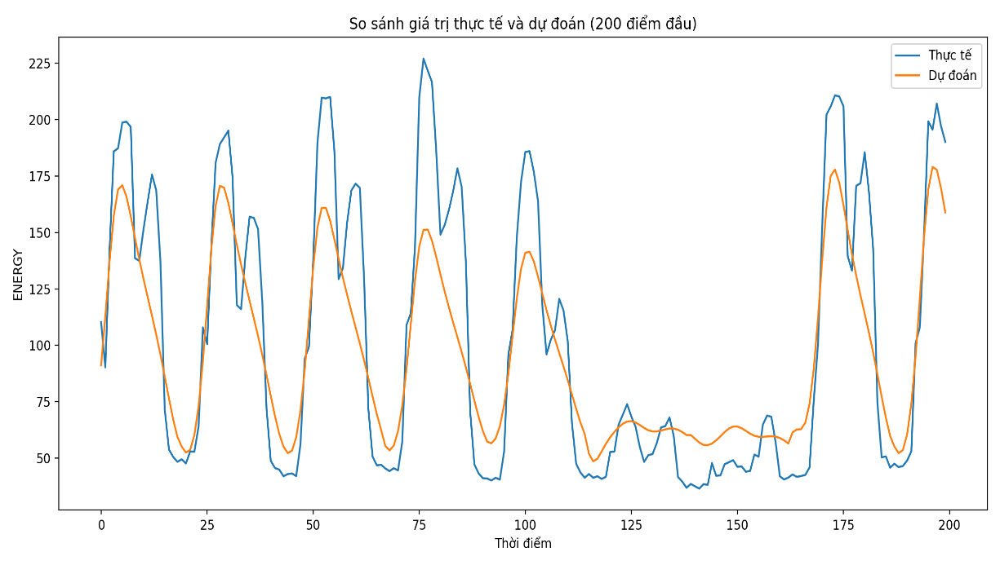 So sánh giá trị thực tế và dự đoán (200 điểm đầu)
Thực tế
Dự đoán
ENERGY
225
200
175
150
125
100
75
50
0 25 50 75 100 125 150 175 200
Thời điểm